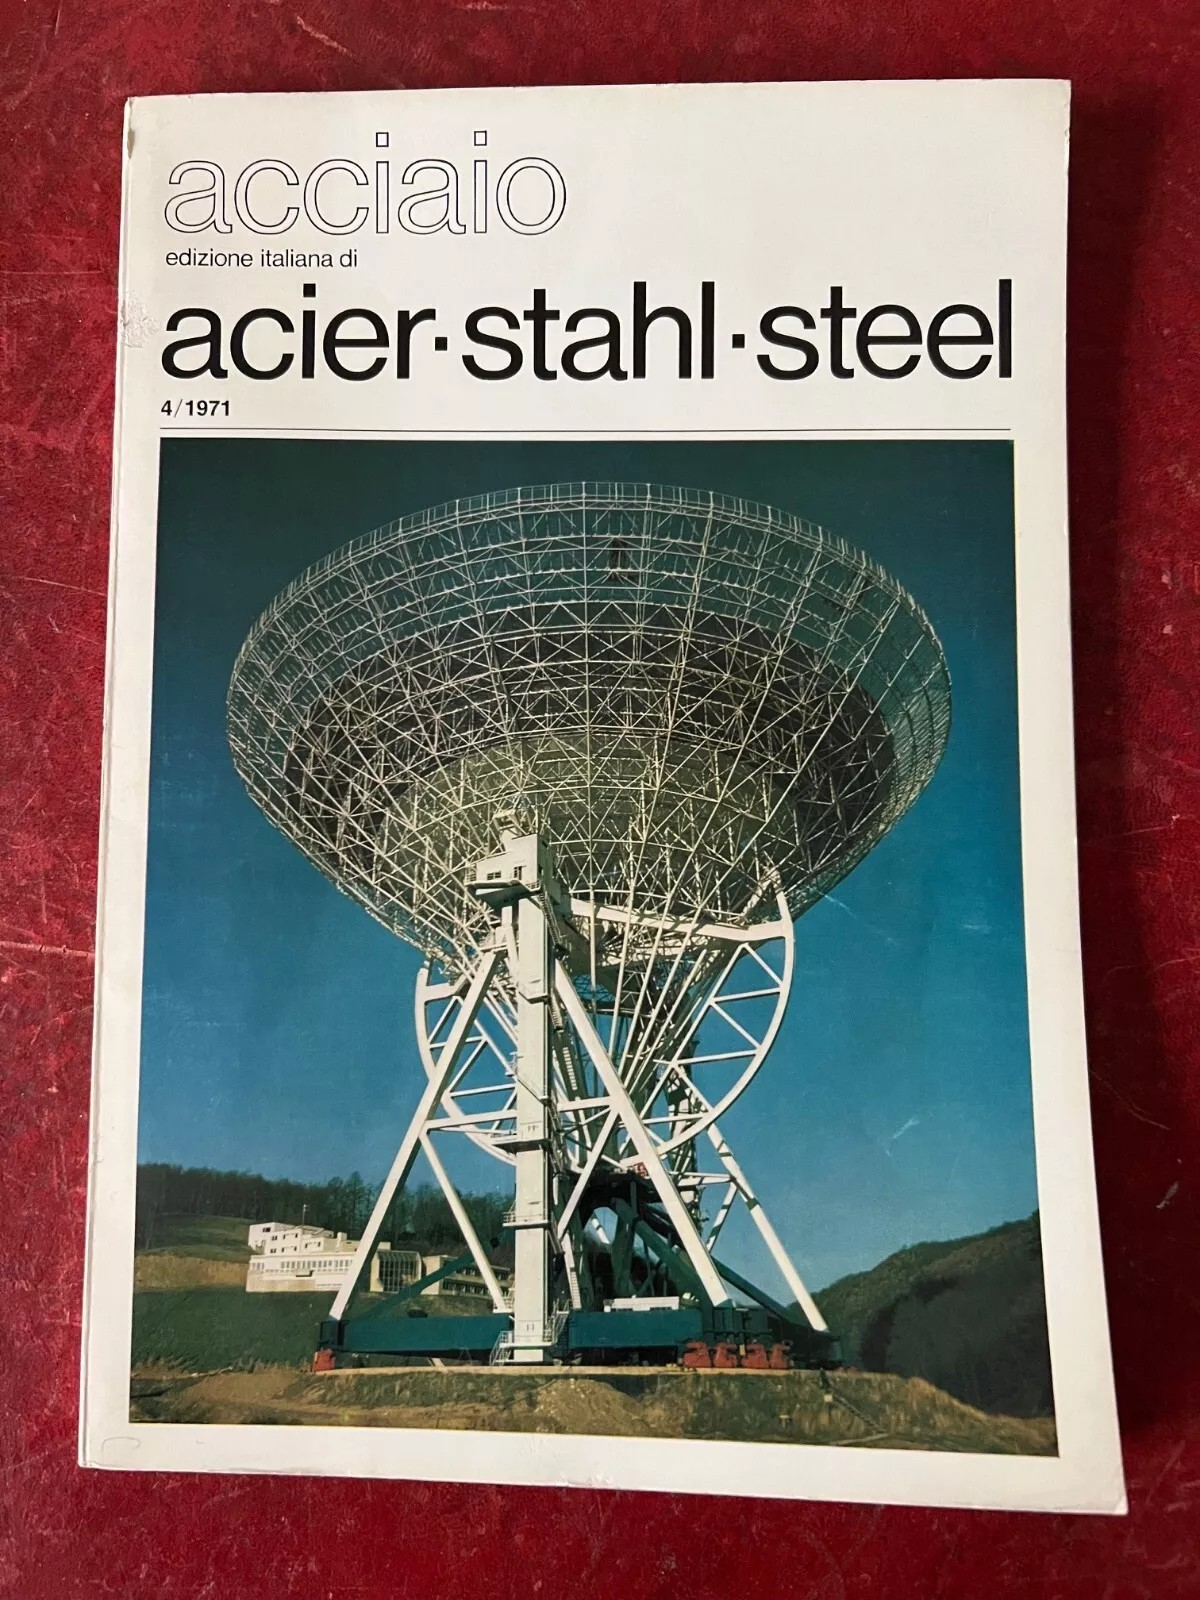 acciaio
edizione italiana di
acier·stahl·steel
4/1971